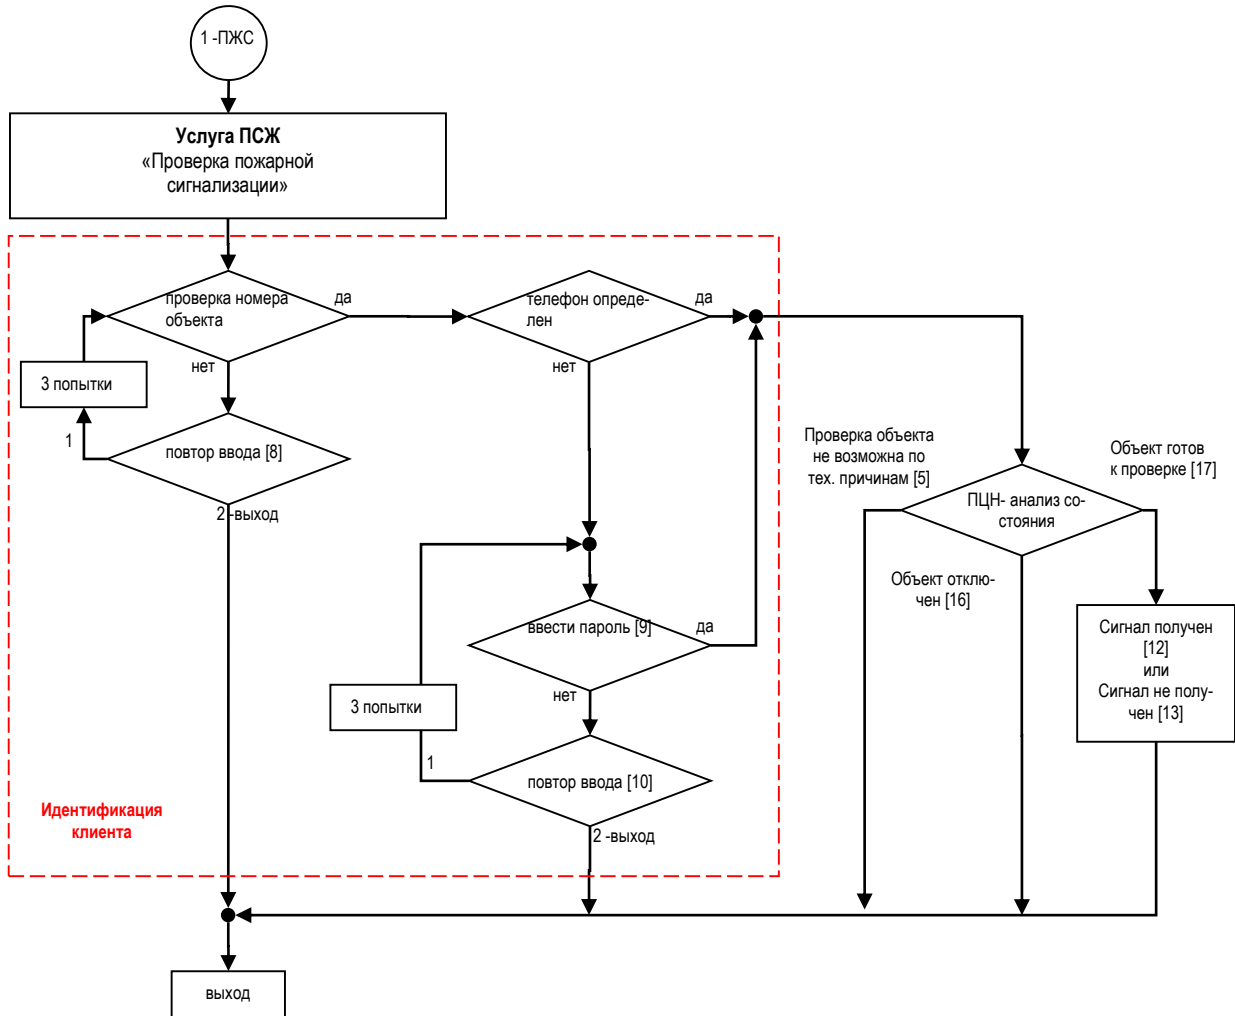 1 -ПЖС
Услуга ПСЖ
«Проверка пожарной
сигнализации»
проверка номера
объекта
да
телефон опреде-
лен
да
нет
нет
3 попытки
1
повтор ввода [8]
2 -выход
Проверка объекта
не возможна по
тех. причинам [5]
Объект готов
к проверке [17]
ПЦН- анализ со-
стояния
Объект отклю-
чен [16]
ввести пароль [9]
да
Сигнал получен
[12]
или
Сигнал не полу-
чен [13]
нет
3 попытки
1
повтор ввода [10]
2 -выход
Идентификация
клиента
выход